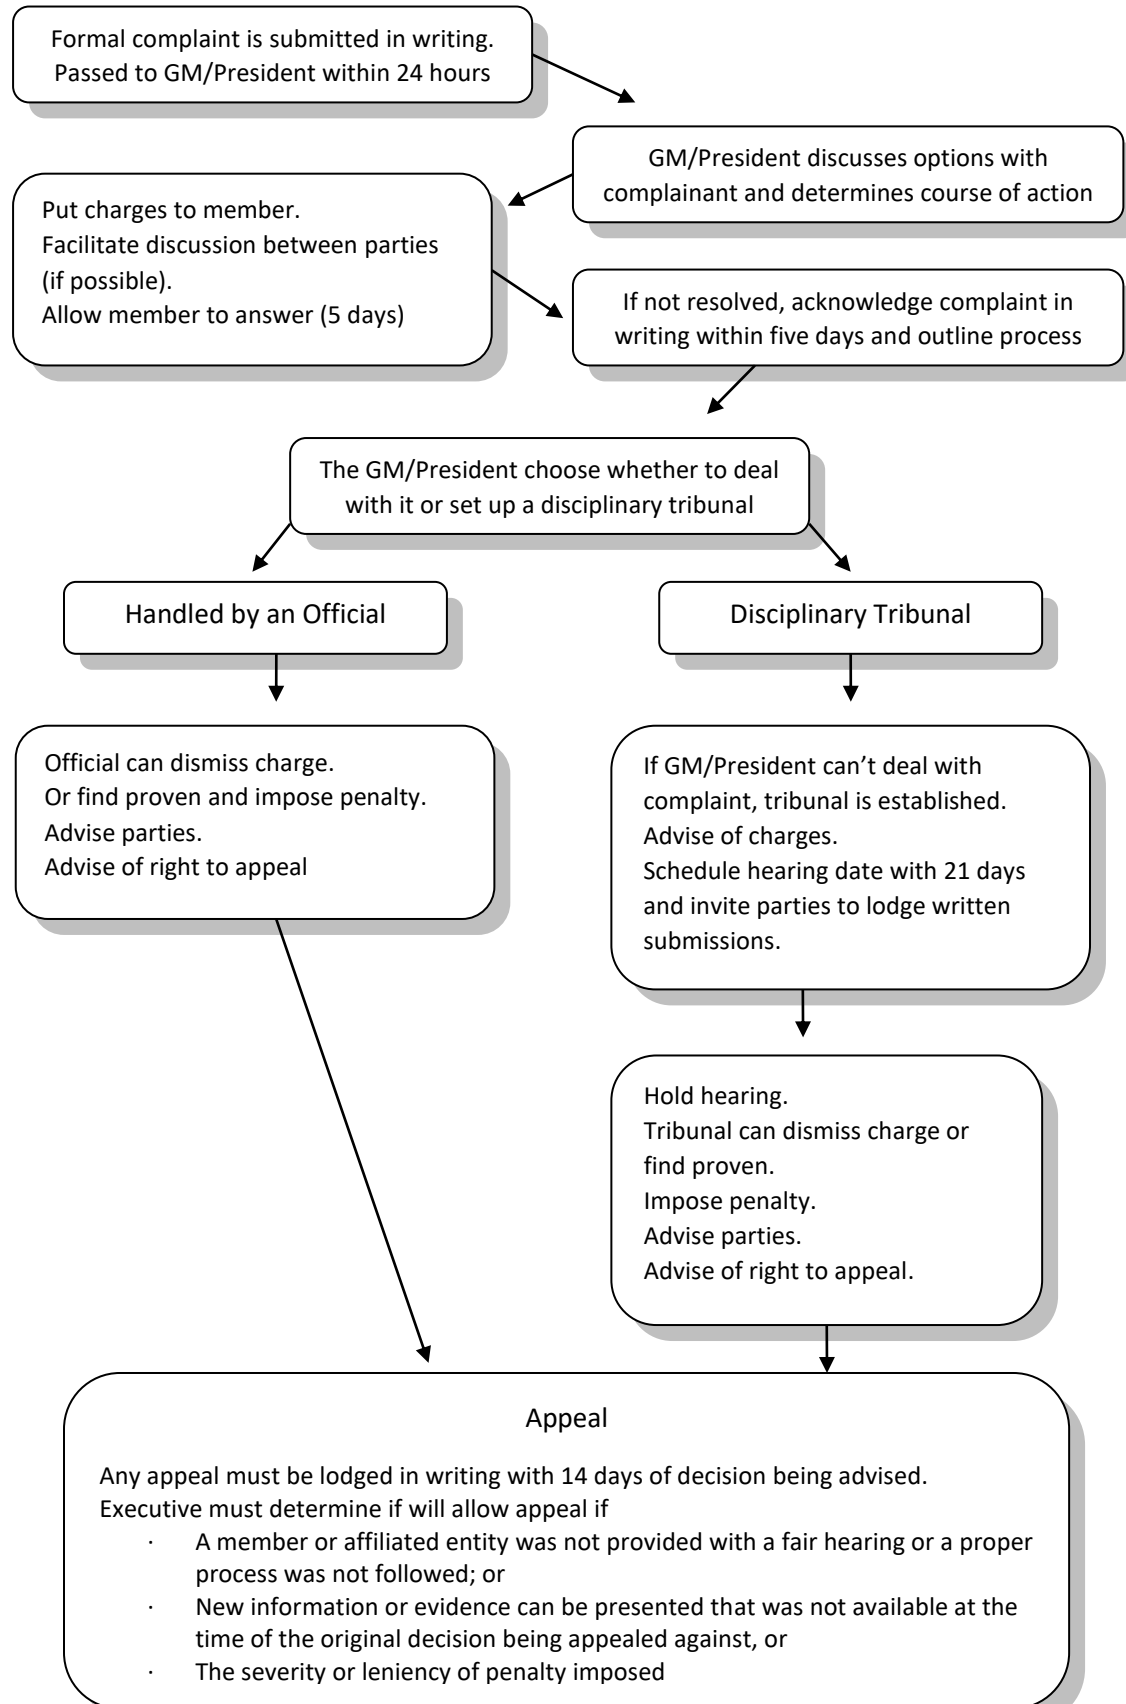 Formal complaint is submitted in writing.
Passed to GM/President within 24 hours
GM/President discusses options with
complainant and determines course of action
Put charges to member.
Facilitate discussion between parties
(if possible).
Allow member to answer (5 days)
If not resolved, acknowledge complaint in
writing within five days and outline process
The GM/President choose whether to deal
with it or set up a disciplinary tribunal
Handled by an Official
Disciplinary Tribunal
Official can dismiss charge.
Or find proven and impose penalty.
Advise parties.
Advise of right to appeal
If GM/President can’t deal with
complaint, tribunal is established.
Advise of charges.
Schedule hearing date with 21 days
and invite parties to lodge written
submissions.
Hold hearing.
Tribunal can dismiss charge or
find proven.
Impose penalty.
Advise parties.
Advise of right to appeal.
Appeal
Any appeal must be lodged in writing with 14 days of decision being advised.
Executive must determine if will allow appeal if
· A member or affiliated entity was not provided with a fair hearing or a proper
process was not followed; or
· New information or evidence can be presented that was not available at the
time of the original decision being appealed against, or
· The severity or leniency of penalty imposed